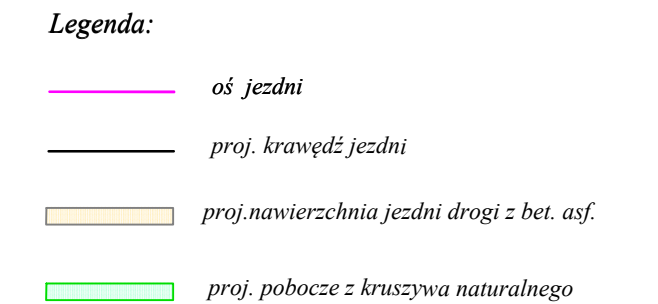 Legenda:
oś jezdni
proj. krawędź jezdni
proj.nawierzchnia jezdni drogi z bet. asf.
proj. pobocze z kruszywa naturalnego